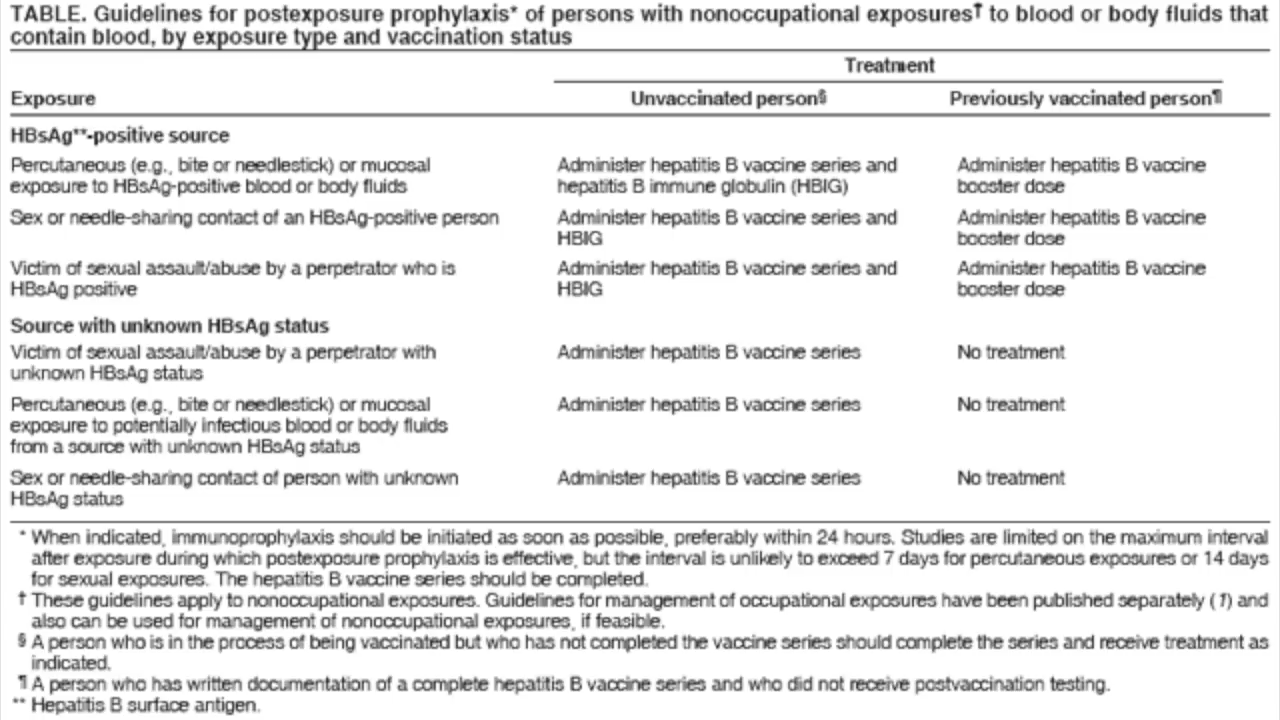 TABLE. Guidelines for postexposure prophylaxis* of persons with nonoccupational exposures† to blood or body fluids that
contain blood, by exposure type and vaccination status
Treatment
Exposure Unvaccinated person§ Previously vaccinated person¶
HBsAg**-positive source
Percutaneous (e.g., bite or needlestick) or mucosal Administer hepatitis B vaccine series and Administer hepatitis B vaccine
exposure to HBsAg-positive blood or body fluids hepatitis B immune globulin (HBIG) booster dose
Sex or needle-sharing contact of an HBsAg-positive person Administer hepatitis B vaccine series and Administer hepatitis B vaccine
HBIG booster dose
Victim of sexual assault/abuse by a perpetrator who is Administer hepatitis B vaccine series and Administer hepatitis B vaccine
HBsAg positive HBIG booster dose
Source with unknown HBsAg status
Victim of sexual assault/abuse by a perpetrator with Administer hepatitis B vaccine series No treatment
unknown HBsAg status
Percutaneous (e.g., bite or needlestick) or mucosal Administer hepatitis B vaccine series No treatment
exposure to potentially infectious blood or body fluids
from a source with unknown HBsAg status
Sex or needle-sharing contact of person with unknown Administer hepatitis B vaccine series No treatment
HBsAg status
* When indicated, immunoprophylaxis should be initiated as soon as possible, preferably within 24 hours. Studies are limited on the maximum interval
after exposure during which postexposure prophylaxis is effective, but the interval is unlikely to exceed 7 days for percutaneous exposures or 14 days
for sexual exposures. The hepatitis B vaccine series should be completed.
† These guidelines apply to nonoccupational exposures. Guidelines for management of occupational exposures have been published separately (1) and
also can be used for management of nonoccupational exposures, if feasible.
§ A person who is in the process of being vaccinated but who has not completed the vaccine series should complete the series and receive treatment as
indicated.
¶ A person who has written documentation of a complete hepatitis B vaccine series and who did not receive postvaccination testing.
** Hepatitis B surface antigen.